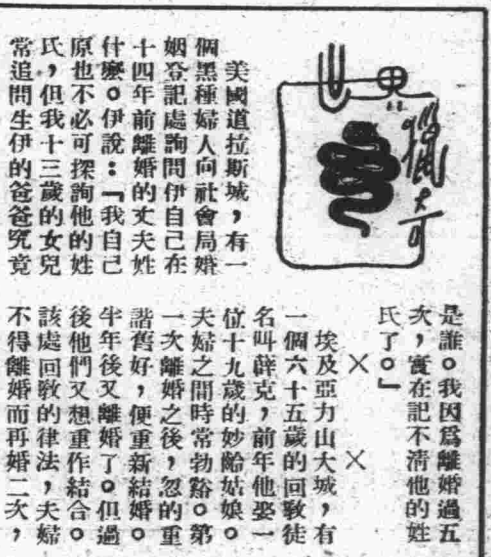 美國道拉斯城,有一
個黑種婦人向社會局婚
姻登記處詢問伊自己在
十四年前離婚的丈夫姓
什麽。伊說:『我自己
原也不必可探詢他的姓
氏,但我十三歲的女兒
常追問生伊的爸爸究竟
是誰。我因爲離婚過五
次,實在記不清他的姓
氏了。』
× ×
埃及亞力山大城,有
一個六十五歲的回敎徒
名叫薛克,前年他娶一
位十九歲的妙齡姑娘。
夫婦之間時常勃谿。第
一次離婚之後,忽的重
諧舊好,便重新結婚。
半年後又離婚了。但過
後他們又想重作結合。
該處回敎的律法,夫婦
不得離婚而再婚二次,